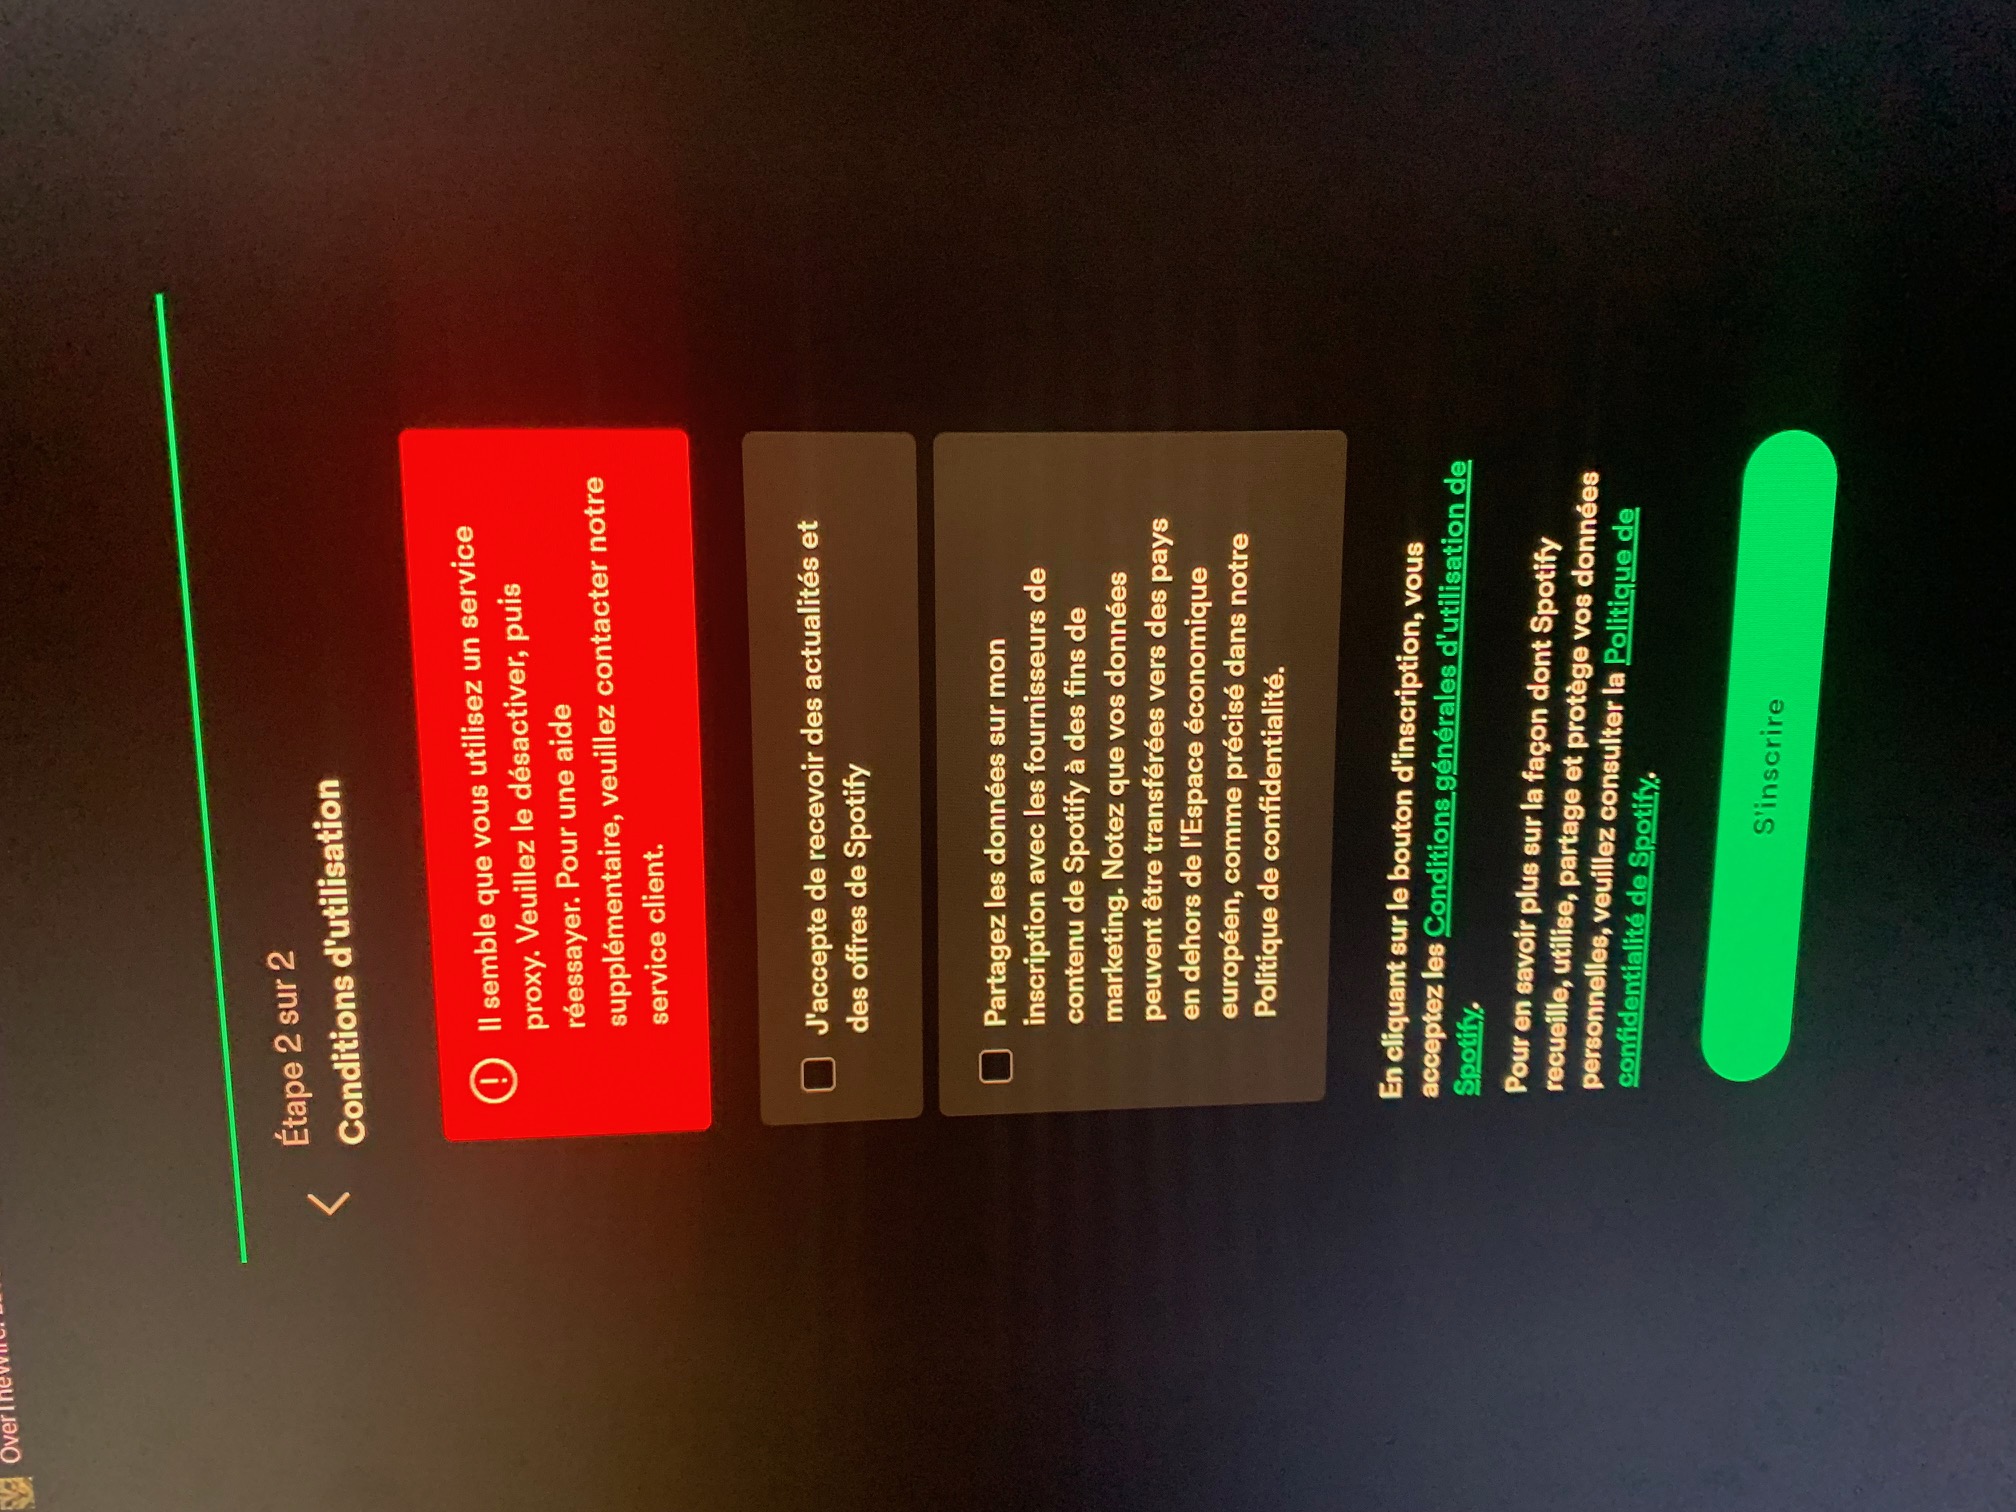 Étape 2 sur 2
Conditions d'utilisation
Il semble que vous utilisez un service
proxy. Veuillez le désactiver, puis
réessayer. Pour une aide
supplémentaire, veuillez contacter notre
service client.
J'accepte de recevoir des actualités et
des offres de Spotify
Partagez les données sur mon
inscription avec les fournisseurs de
contenu de Spotify à des fins de
marketing. Notez que vos données
peuvent être transférées vers des pays
en dehors de l'Espace économique
européen, comme précisé dans notre
Politique de confidentialité.
En cliquant sur le bouton d'inscription, vous
acceptez les Conditions générales d'utilisation de
Spotify.
Pour en savoir plus sur la façon dont Spotify
recueille, utilise, partage et protège vos données
personnelles, veuillez consulter la Politique de
confidentialité de Spotify.
S'inscrire